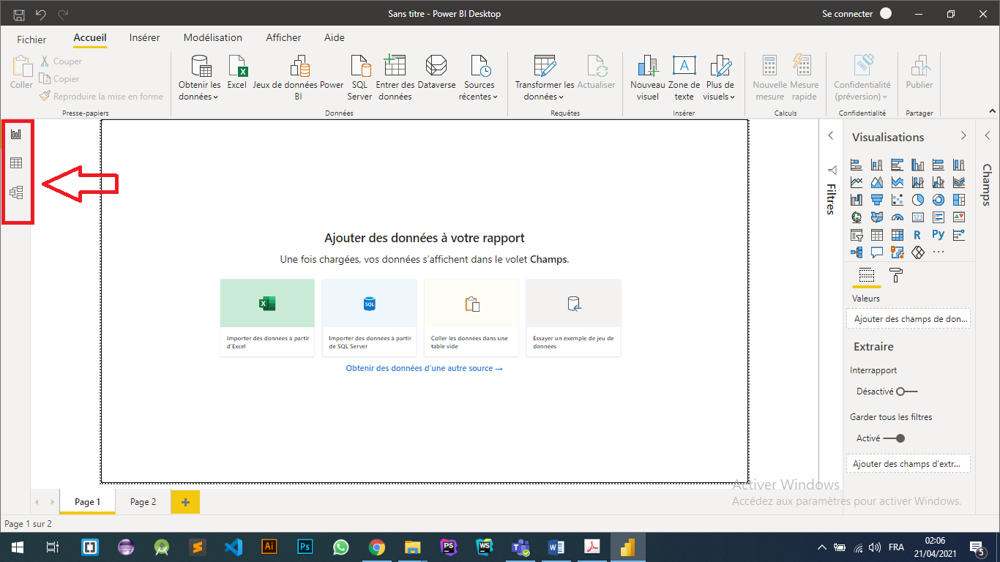 Sans titre - Power BI Desktop
Se connecter
Fichier
Accueil
Insérer
Modélisation
Afficher
Aide
Coller
Couper
Copier
Reproduire la mise en forme
Presse-papiers
Obtenir les
données
Excel
Jeux de données Power
BI
SQL
Server
Entrer des
données
Dataverse
Sources
récentes
Données
Transformer les
données
Actualiser
Requêtes
Nouveau
visuel
A
Zone de
texte
Plus de
visuels
Insérer
Nouvelle
mesure
Mesure
rapide
Calculs
Confidentialité
(préversion)
Confidentialité
Publier
Partager
Ajouter des données à votre rapport
Une fois chargées, vos données s'affichent dans le volet Champs.
SQL
Importer des données à partir
d'Excel
Importer des données à partir
de SQL Server
Coller les données dans une
table vide
Essayer un exemple de jeu de
données
Obtenir des données d'une autre source →
Filtres
Visualisations
123
R
Py
...
Valeurs
Ajouter des champs de don...
Extraire
Interrapport
Désactivé
Garder tous les filtres
Activé
Ajouter des champs d'extr...
Champs
Activer Windows
Accédez aux paramètres pour activer Windows.
Page 1
Page 2
+
Page 1 sur 2
Ai
Ps
PS
WS
FRA
02:06
21/04/2021
5